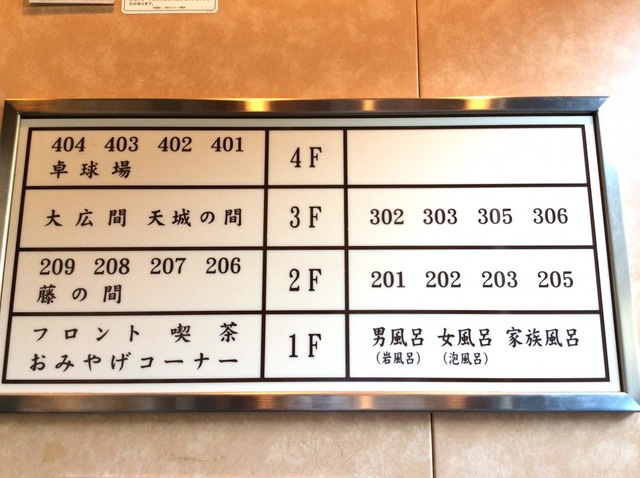 404 403 402 401
卓球場
4F
大広間 天城の間
3F
302 303 305 306
209 208 207 206
藤の間
2F
201 202 203 205
フロント 喫茶
おみやげコーナー
1F
男風呂 女風呂 家族風呂
(岩風呂) (泡風呂)